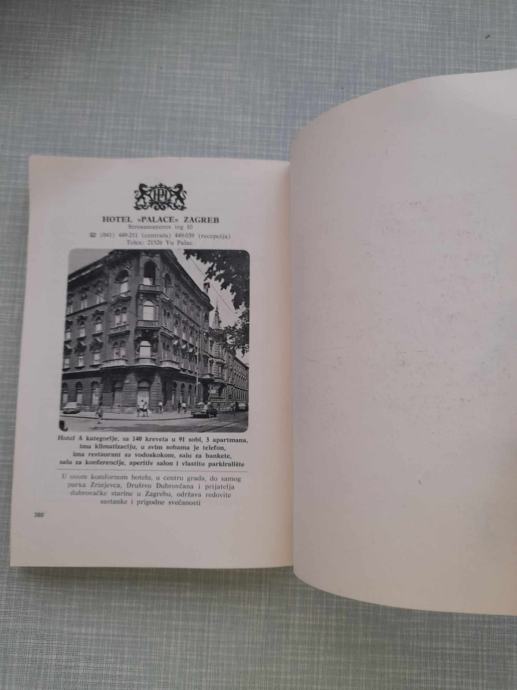 HP
HOTEL »PALACE« ZAGREB
Strossmayerov trg 10
☎ (041) 449-211 (centrala) 449-039 (recepcija)
Telex: 21526 Yu Palac
Hotel A kategorije, sa 140 kreveta u 91 sobi, 3 apartmana,
ima klimatizaciju, u svim sobama je telefon,
ima restaurani sa vodoskokom, salu za bankete,
salu za konferencije, aperitiv salon i vlastito parkiralište
U ovom komfornom hotelu, u centru grada, do samog
parka Zrinjevca, Društvo Dubrovčana i prijatelja
dubrovačke starine u Zagrebu, održava redovite
sastanke i prigodne svečanosti
380